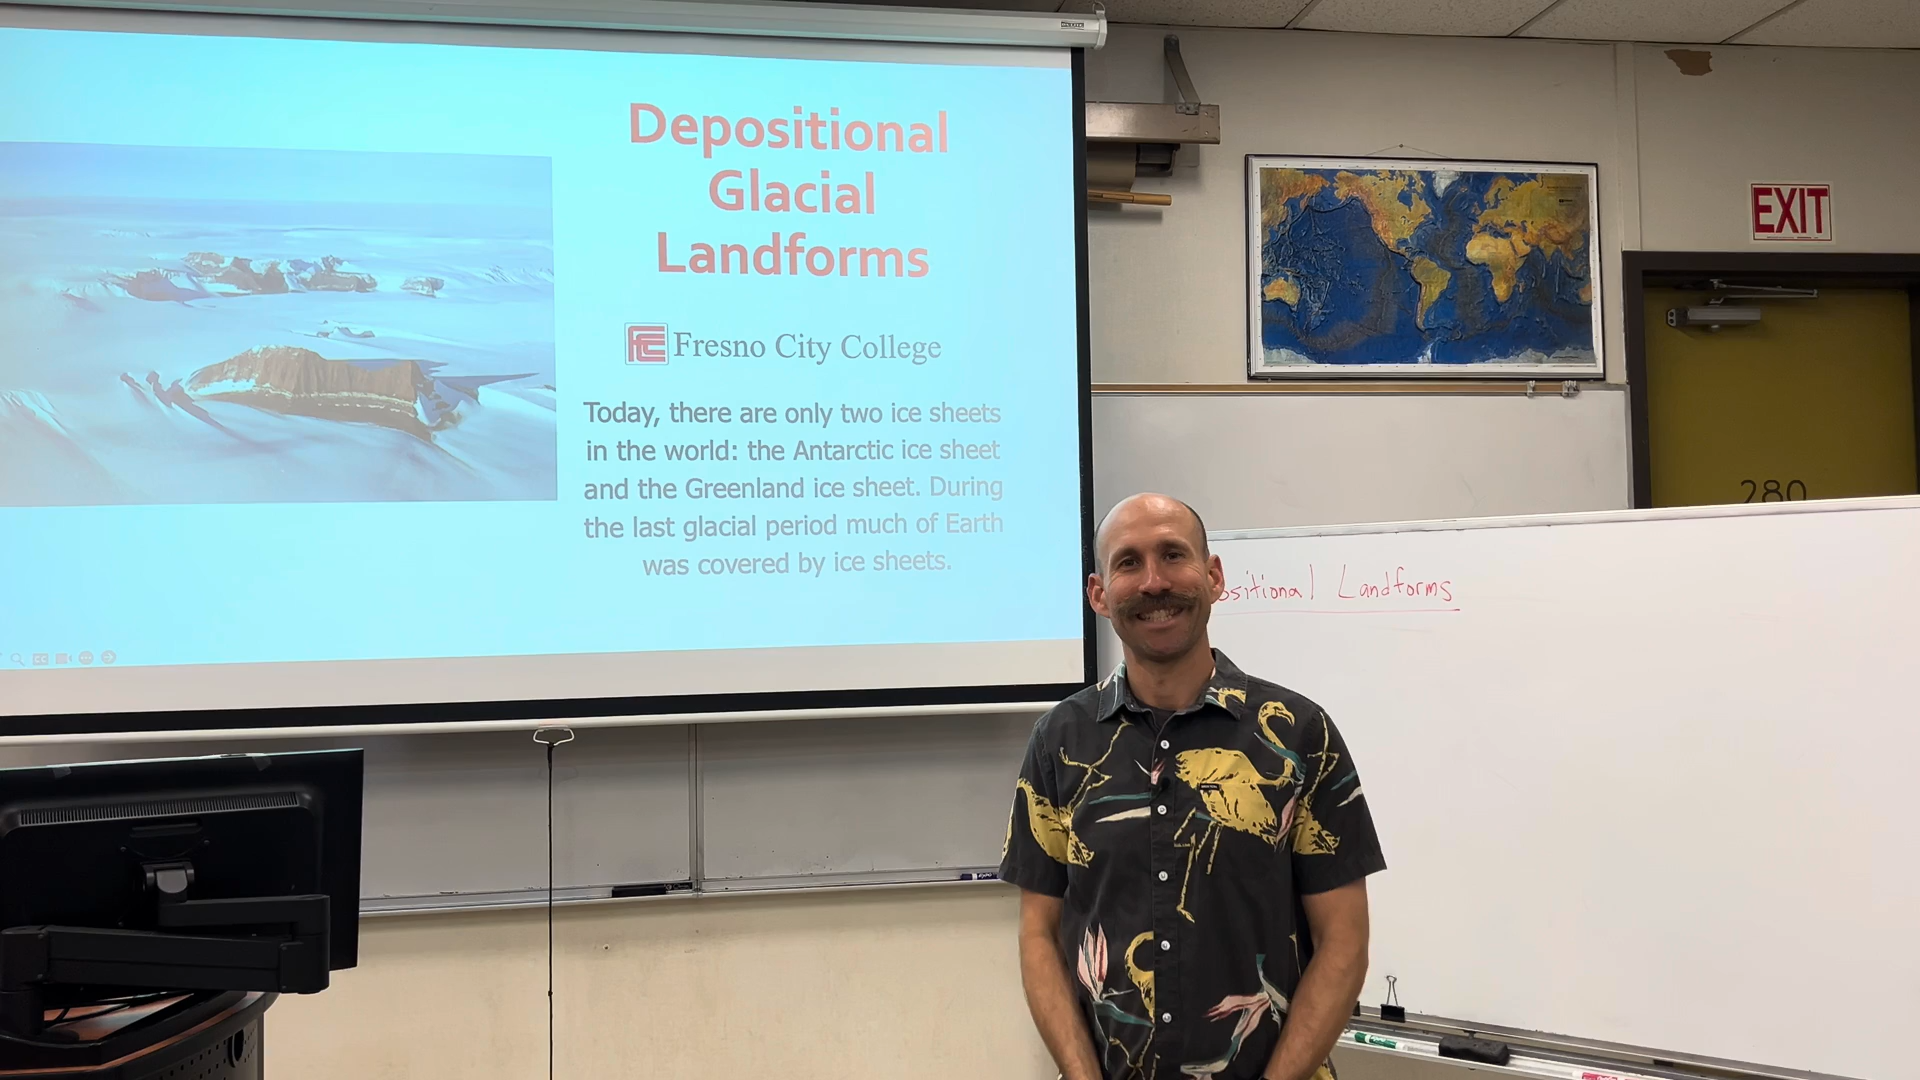 Depositional
Glacial
Landforms
FCC
Fresno City College
Today, there are only two ice sheets
in the world: the Antarctic ice sheet
and the Greenland ice sheet. During
the last glacial period much of Earth
was covered by ice sheets.
EXIT
280
ositional Landforms
EXPO